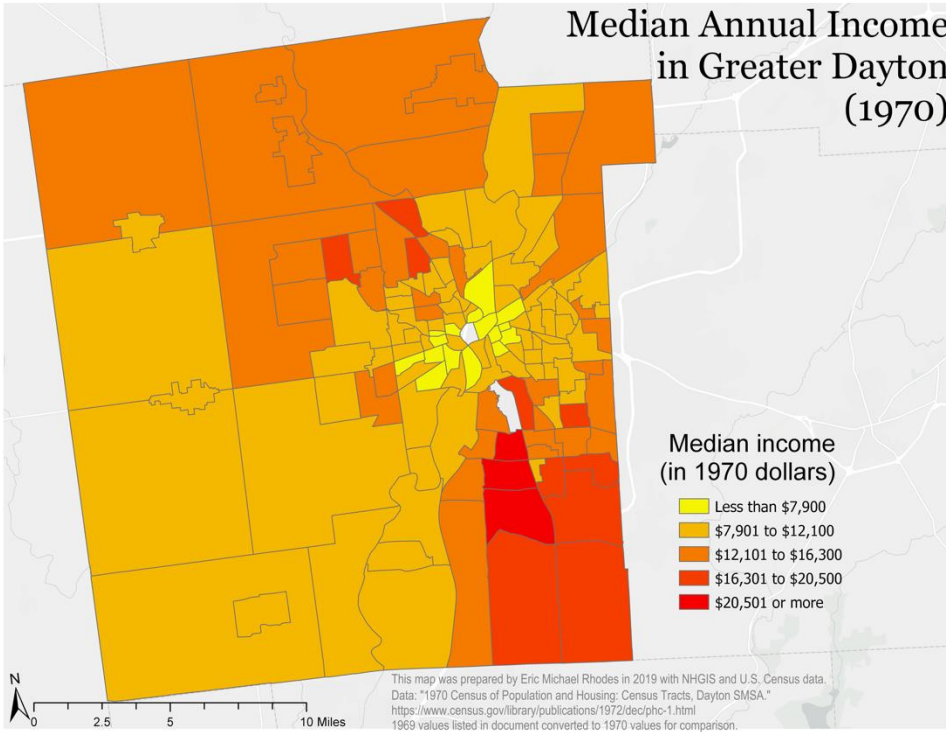 Median Annual Income
in Greater Dayton
(1970)
Median income
(in 1970 dollars)
Less than $7,900
$7,901 to $12,100
$12,101 to $16,300
$16,301 to $20,500
$20,501 or more
N
0 2.5 5 10 Miles
This map was prepared by Eric Michael Rhodes in 2019 with NHGIS and U.S. Census data.
Data: "1970 Census of Population and Housing: Census Tracts, Dayton SMSA."
https://www.census.gov/library/publications/1972/dec/phc-1.html
1969 values listed in document converted to 1970 values for comparison.